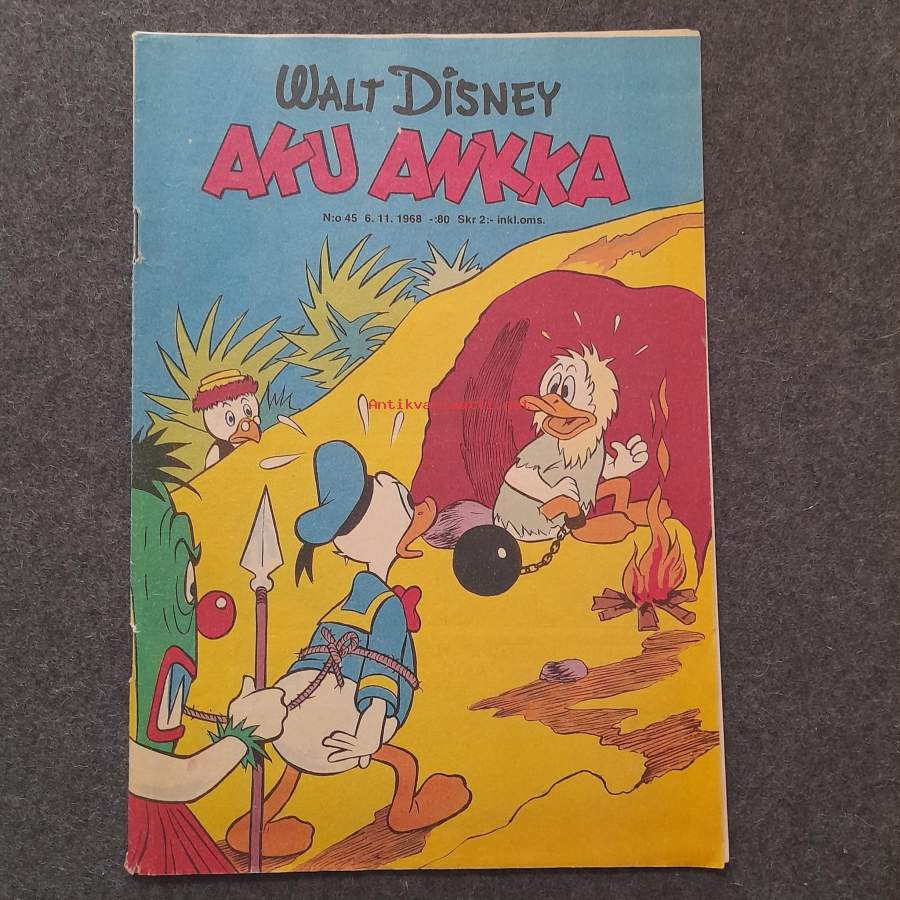 WALT DISNEY
AKU ANKKA
N:o 45 6. 11. 1968 -:80 Skr 2:- inkl.oms.